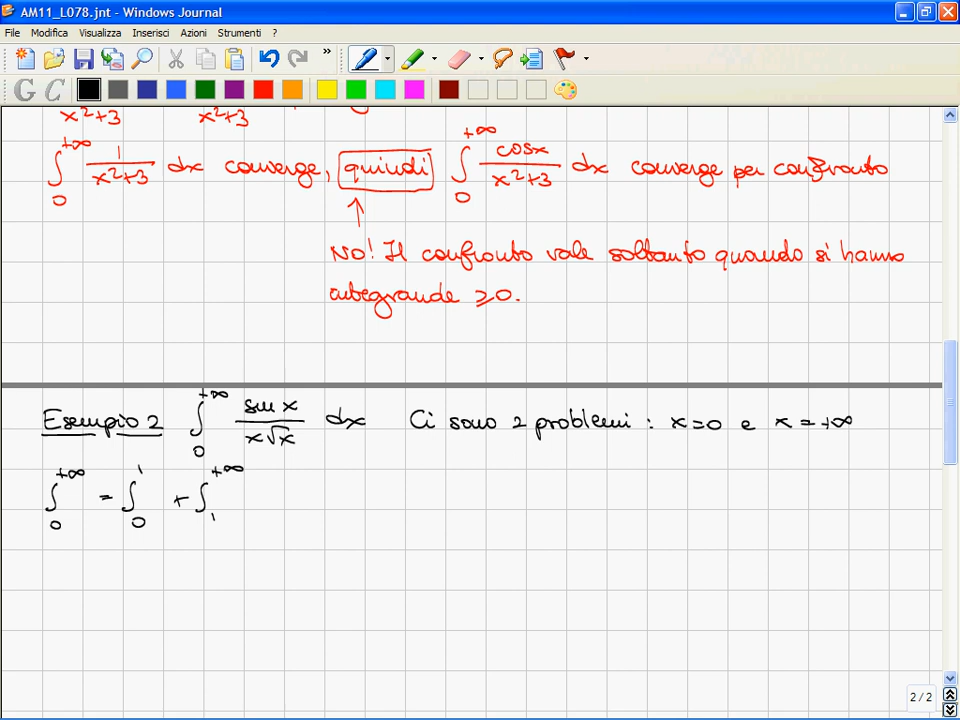 AM11_L078.jnt - Windows Journal
File Modifica Visualizza Inserisci Azioni Strumenti ?
x²+3 x²+3
∫₀^{+∞} 1/(x²+3) dx converge, quindi ∫₀^{+∞} cosx/(x²+3) dx converge per confronto
NO! Il confronto vale soltanto quando si hanno
integrande ≥0.
Esempio 2 ∫₀^{+∞} sin x/(x√x) dx Ci sono 2 problemi: x=0 e x=+∞
∫₀^{+∞} = ∫₀^1 + ∫₁^{+∞}
2 / 2